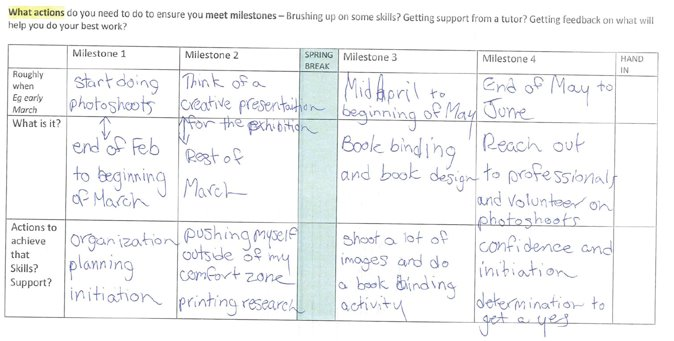 What actions do you need to do to ensure you meet milestones – Brushing up on some skills? Getting support from a tutor? Getting feedback on what will
help you do your best work?
Milestone 1
Milestone 2
SPRING
BREAK
Milestone 3
Milestone 4
HAND
IN
Roughly
when
Eg early
March
start doing
photoshoots
Think of a
creative presentation
for the exhibition
Mid April to
beginning of May
End of May to
June
What is it?
end of Feb
to beginning
of March
Rest of
March
Book binding
and book design
Reach out
to professionals
and volunteer on
photoshoots
Actions to
achieve
that
Skills?
Support?
organization
planning
initiation
pushing myself
outside of my
comfort zone
printing research
shoot a lot of
images and do
a book binding
activity
confidence and
initiation
determination to
get a yes